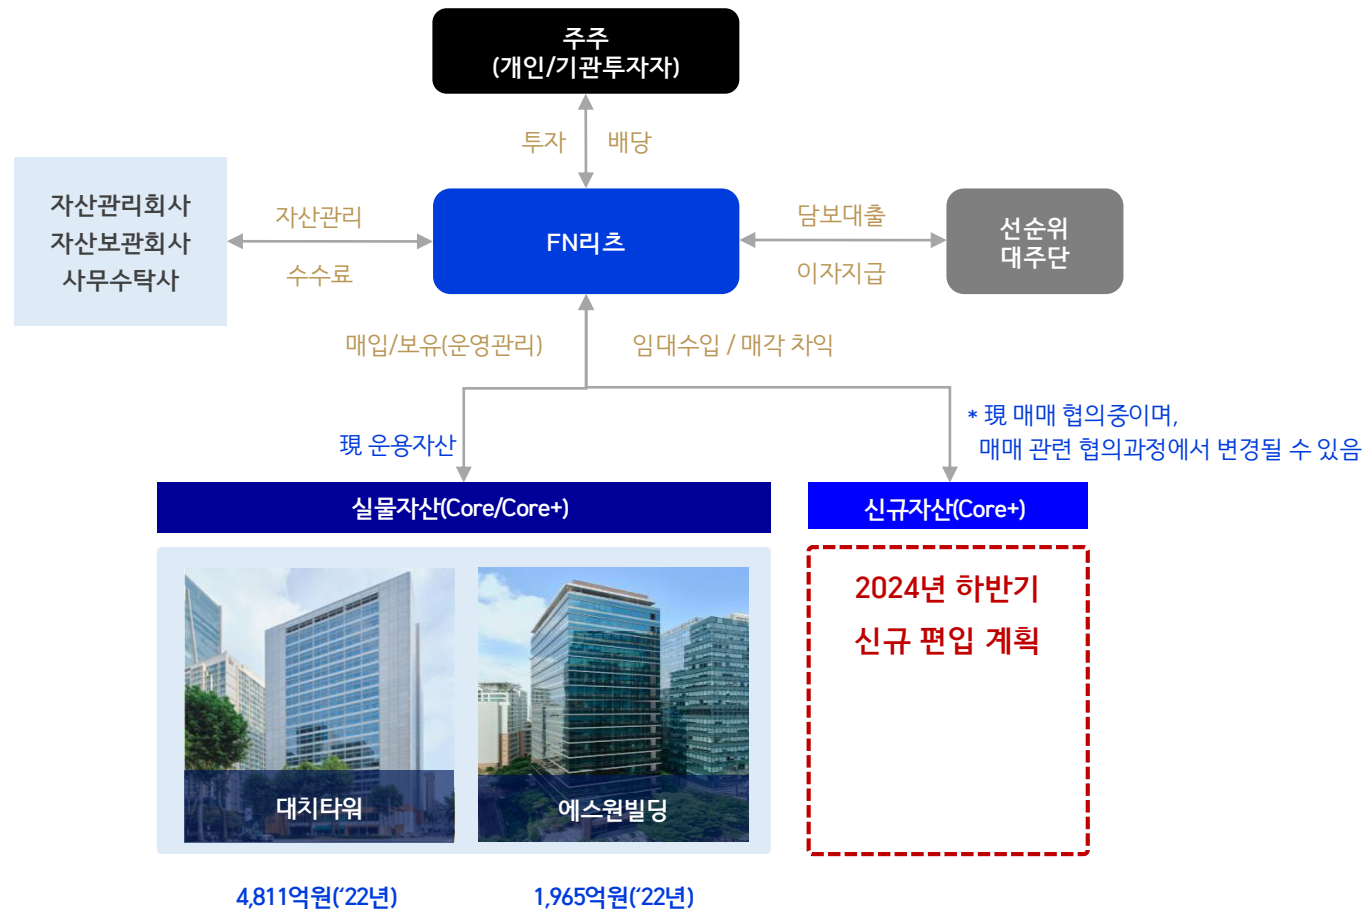 주주
(개인/기관투자자)
투자
배당
자산관리회사
자산보관회사
사무수탁사
자산관리
수수료
FN리츠
담보대출
이자지급
선순위
대주단
매입/보유(운영관리)
임대수입 / 매각 차익
現 운용자산
* 現 매매 협의중이며,
매매 관련 협의과정에서 변경될 수 있음
실물자산(Core/Core+)
신규자산(Core+)
2024년 하반기
신규 편입 계획
대치타워
에스원빌딩
4,811억원(‘22년)
1,965억원(‘22년)